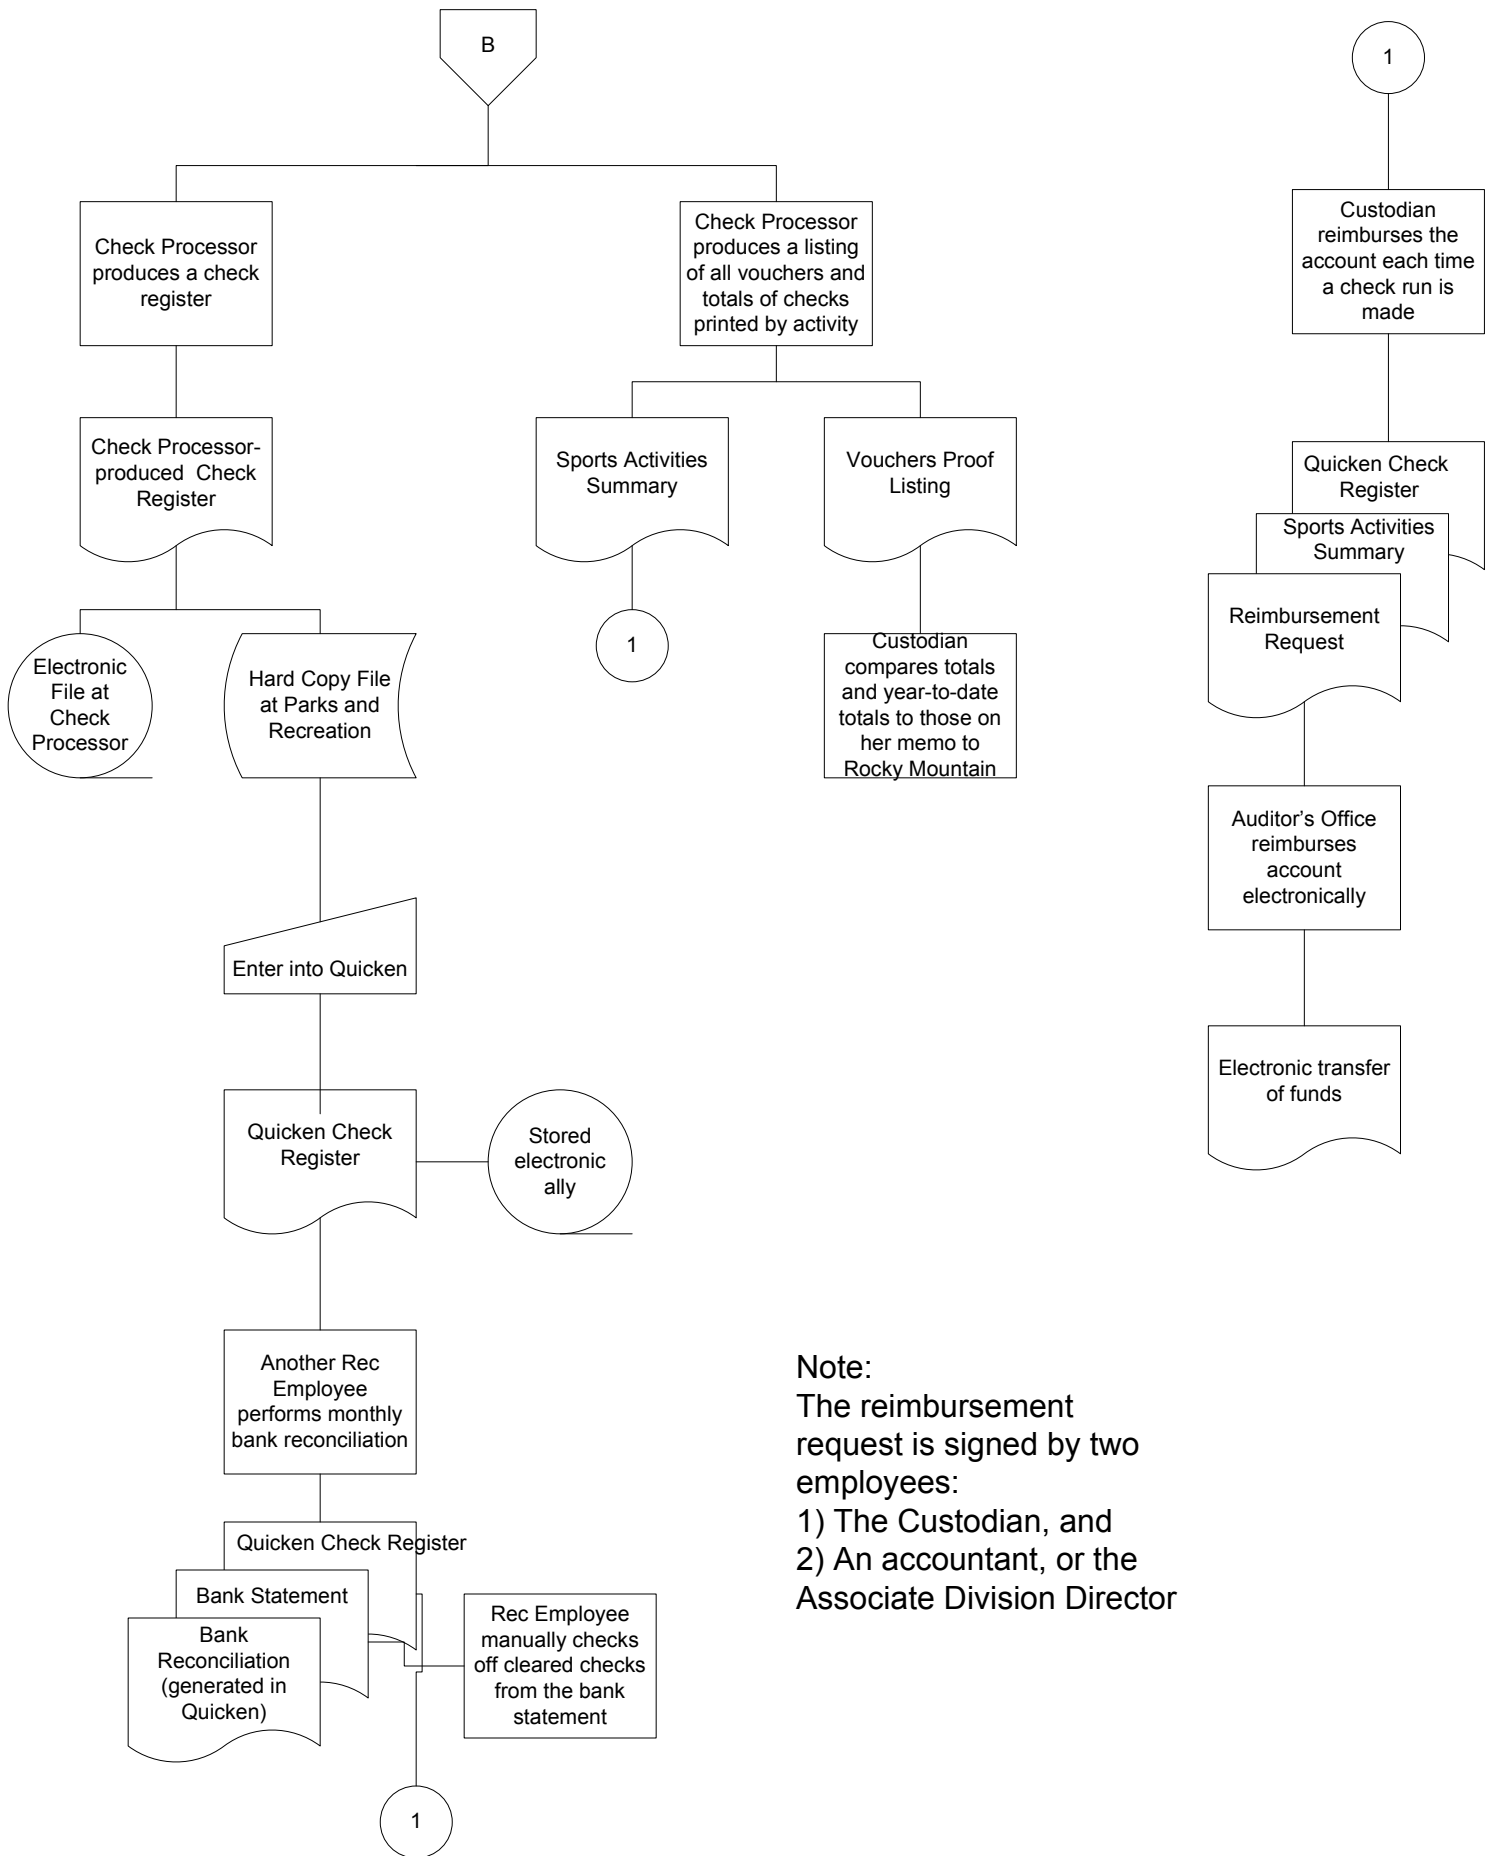 B
1
Check Processor
produces a check
register
Check Processor
produces a listing
of all vouchers and
totals of checks
printed by activity
Custodian
reimburses the
account each time
a check run is
made
Check Processor-
produced Check
Register
Sports Activities
Summary
Vouchers Proof
Listing
Quicken Check
Register
Sports Activities
Summary
Reimbursement
Request
Electronic
File at
Check
Processor
Hard Copy File
at Parks and
Recreation
1
Custodian
compares totals
and year-to-date
totals to those on
her memo to
Rocky Mountain
Auditor’s Office
reimburses
account
electronically
Enter into Quicken
Electronic transfer
of funds
Quicken Check
Register
Stored
electronic
ally
Another Rec
Employee
performs monthly
bank reconciliation
Note:
The reimbursement
request is signed by two
employees:
1) The Custodian, and
2) An accountant, or the
Associate Division Director
Quicken Check Register
Bank Statement
Bank
Reconciliation
(generated in
Quicken)
Rec Employee
manually checks
off cleared checks
from the bank
statement
1